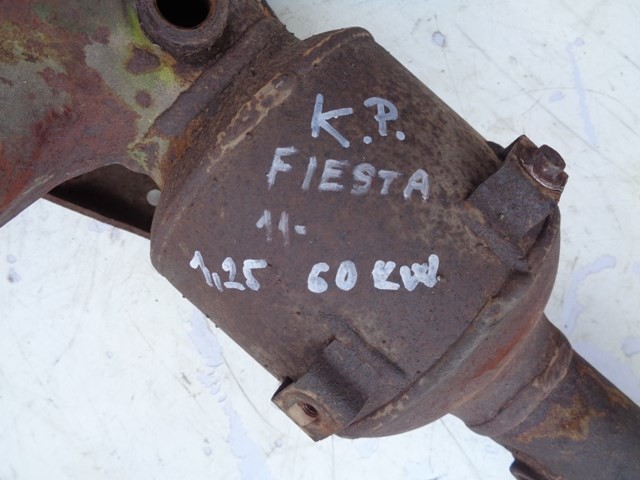 K.P.
FIESTA
11-
1,25 60 KW